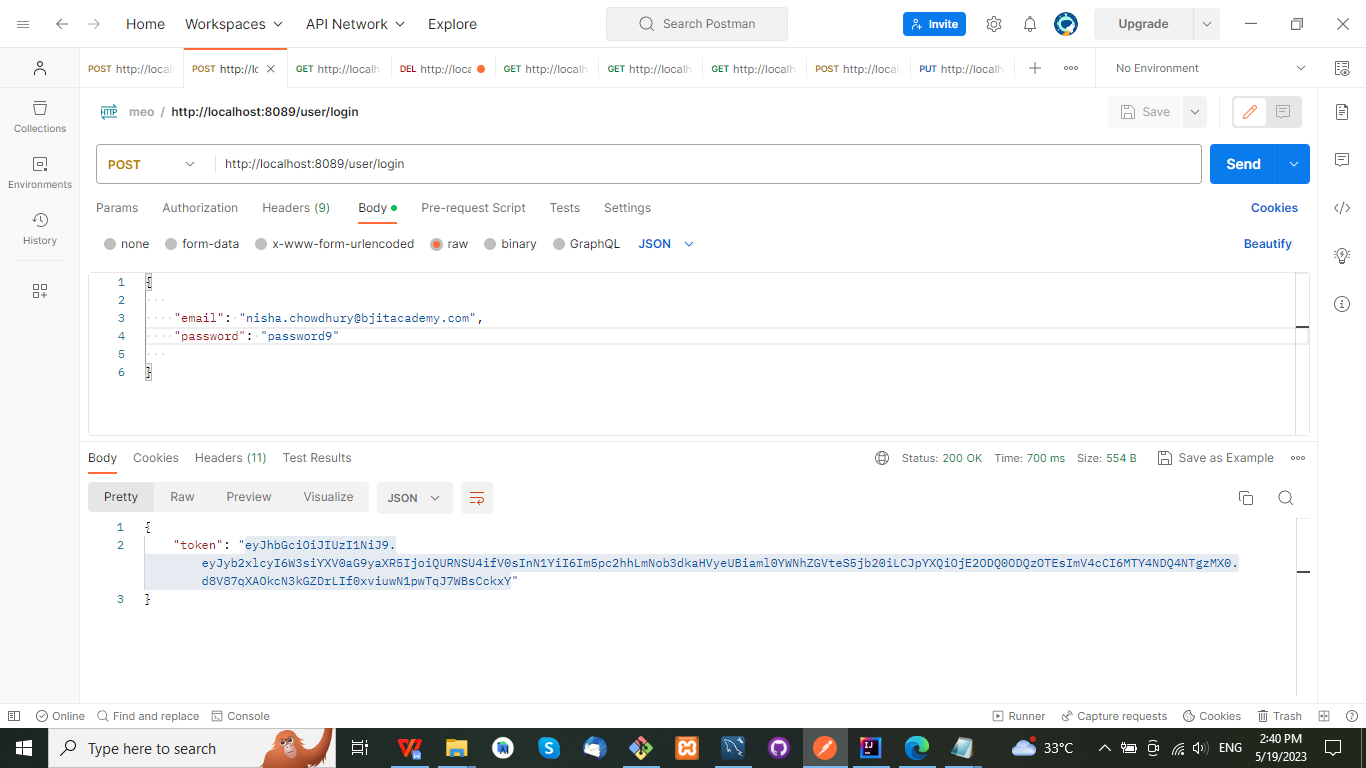 Home Workspaces API Network Explore Search Postman Invite Upgrade
POST http://local POST http://lo GET http://localh DEL http://loca GET http://localh GET http://localh GET http://localh POST http://local PUT http://localh No Environment
Collections
Environments
History
HTTP meo / http://localhost:8089/user/login Save
POST http://localhost:8089/user/login Send
Params Authorization Headers (9) Body Pre-request Script Tests Settings Cookies
none form-data x-www-form-urlencoded raw binary GraphQL JSON Beautify
1 {
2
3 "email": "nisha.chowdhury@bjitacademy.com",
4 "password": "password9"
5
6 }
Body Cookies Headers (11) Test Results Status: 200 OK Time: 700 ms Size: 554 B Save as Example
Pretty Raw Preview Visualize JSON
1 {
2 "token": "eyJhbGciOiJIUzI1NiJ9.
eyJyb2xlcyI6W3siYXV0aG9yaXR5IjoiQURNSU4ifV0sInN1YiI6Im5pc2hhLmNob3dkaHVyeUBiaml0YWNhZGVteS5jb20iLCJpYXQiOjE2ODQ0ODQzOTEsImV4cCI6MTY4NDQ4NTgzMX0.
d8V87qXAOkcN3kGZDrLIf0xviuwN1pwTqJ7WBsCckxY"
3 }
Online Find and replace Console Runner Capture requests Cookies Trash
Type here to search 33°C ENG 2:40 PM
5/19/2023